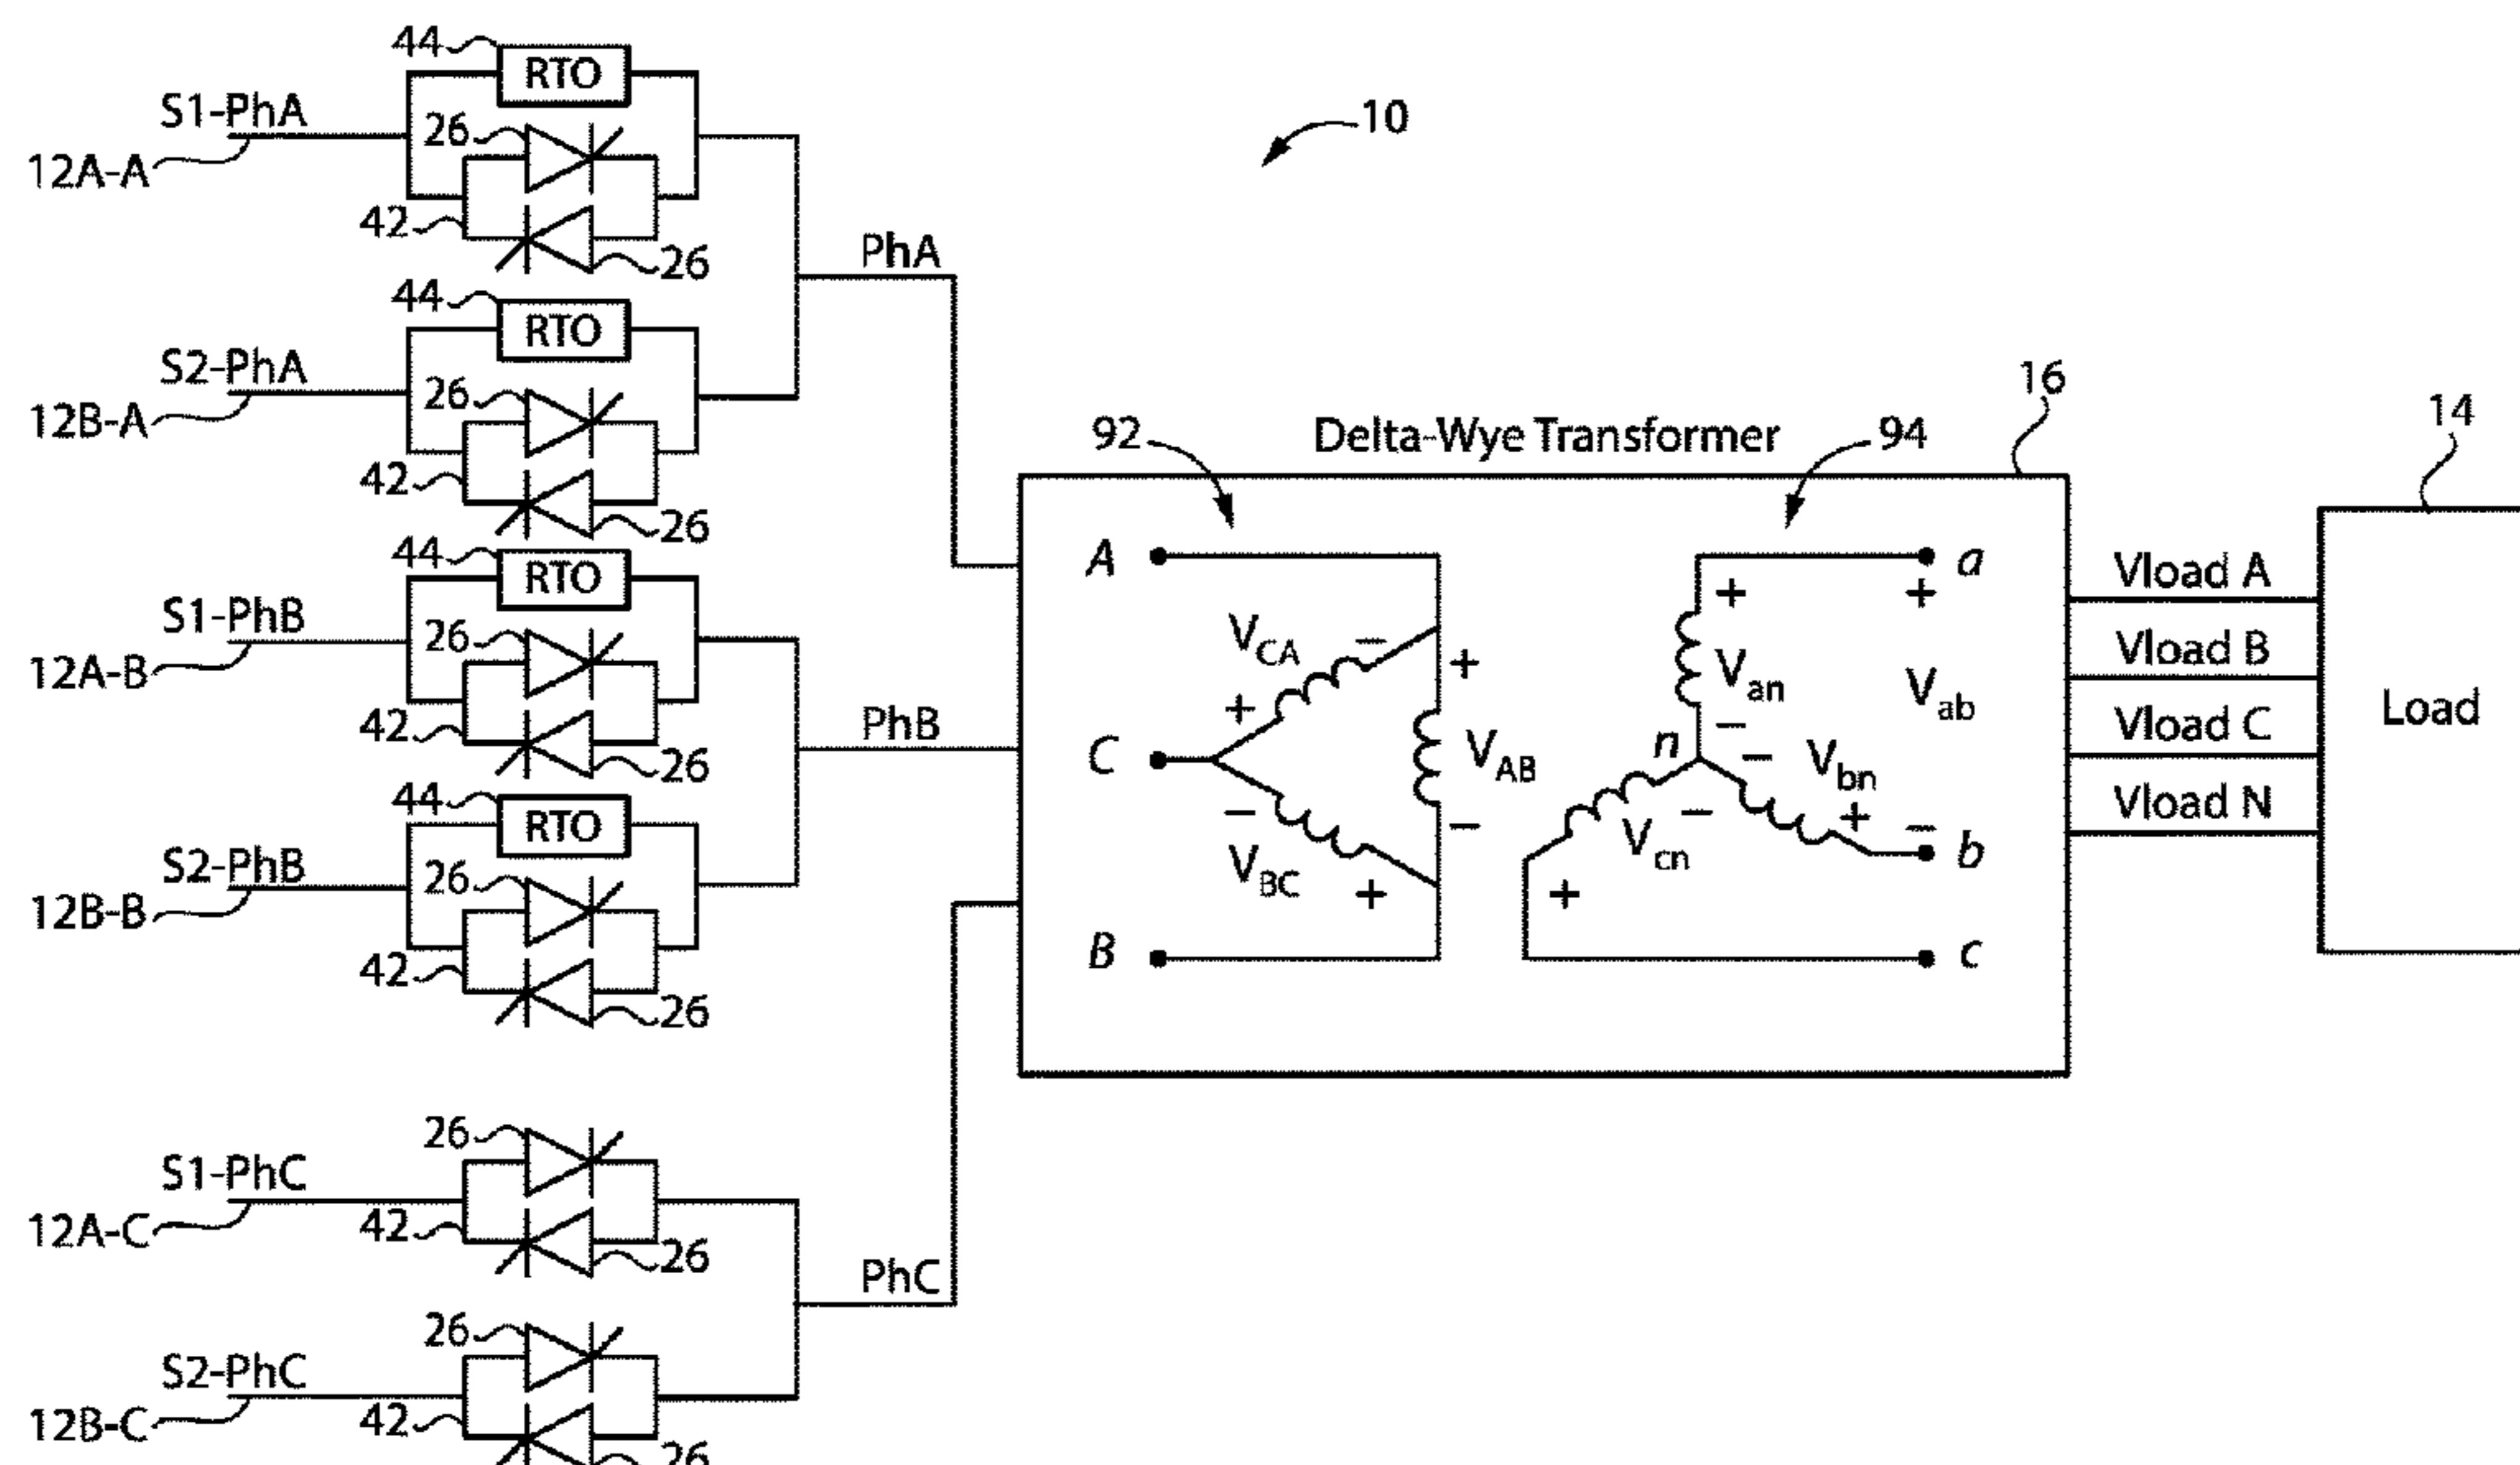 44
RTO
S1-PhA
26
12A-A
42
26
10
PhA
44
RTO
S2-PhA
26
12B-A
42
26
44
RTO
S1-PhB
26
12A-B
42
26
PhB
44
RTO
S2-PhB
26
12B-B
42
26
26
S1-PhC
12A-C
42
26
PhC
26
S2-PhC
12B-C
42
26
92
Delta-Wye Transformer
94
16
14
A
a
VCA
−
+
+
C
−
VBC
+
+
VAB
−
B
+
Van
−
n
−
Vbn
+
−
Vcn
+
+
Vab
−
b
c
Vload A
Vload B
Vload C
Vload N
Load